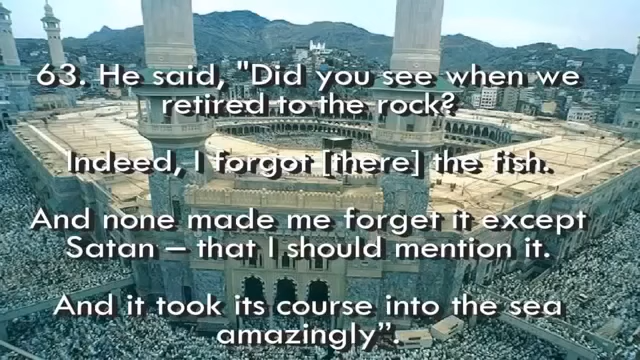 63. He said, "Did you see when we
retired to the rock?
Indeed, I forgot [there] the fish.
And none made me forget it except
Satan – that I should mention it.
And it took its course into the sea
amazingly”.